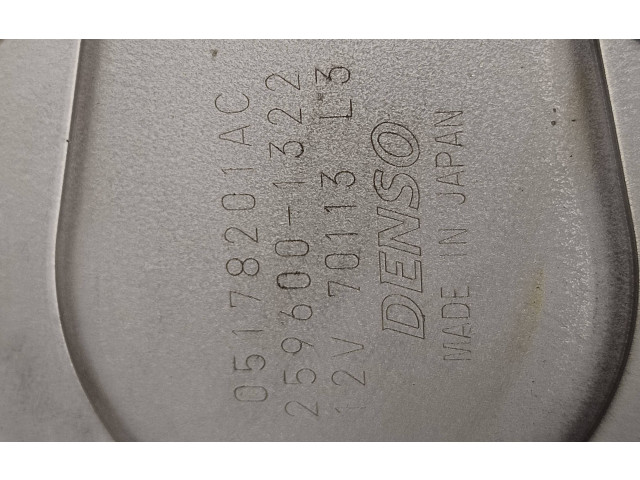 05178201AC
259600-1322
12V 70113 L3
DENSO
MADE IN JAPAN